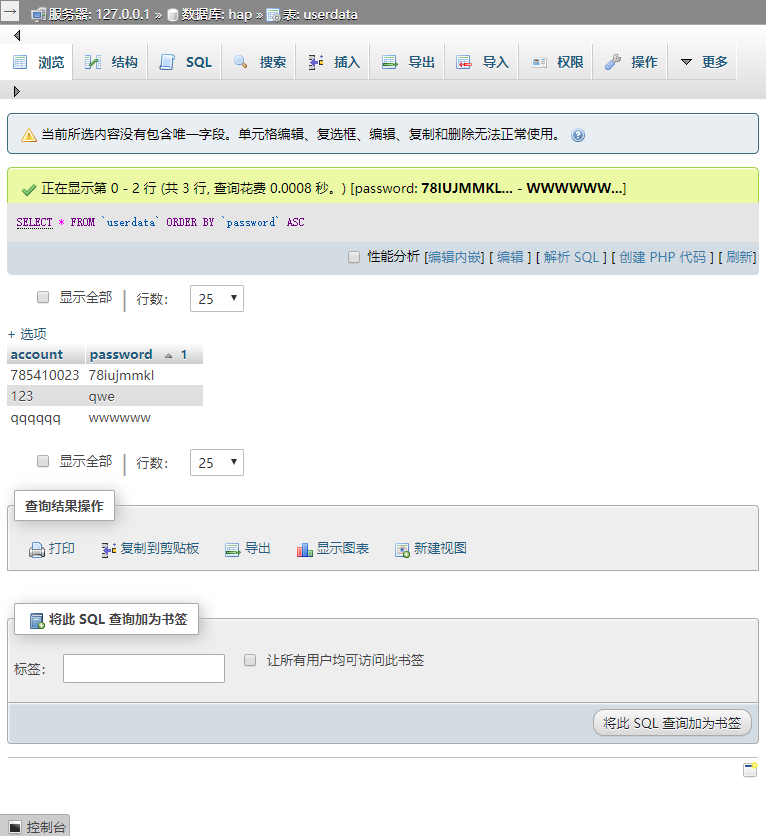 服务器: 127.0.0.1 » 数据库: hap » 表: userdata
浏览 结构 SQL 搜索 插入 导出 导入 权限 操作 更多
当前所选内容没有包含唯一字段。单元格编辑、复选框、编辑、复制和删除无法正常使用。
正在显示第 0 - 2 行 (共 3 行, 查询花费 0.0008 秒。) [password: 78IUJMMKL... - WWWWWW...]
SELECT * FROM `userdata` ORDER BY `password` ASC
性能分析 [编辑内嵌] [ 编辑 ] [ 解析 SQL ] [ 创建 PHP 代码 ] [ 刷新]
显示全部 行数: 25
+ 选项
account password 1
785410023 78iujmmkl
123 qwe
qqqqqq wwwwww
显示全部 行数: 25
查询结果操作
打印 复制到剪贴板 导出 显示图表 新建视图
将此 SQL 查询加为书签
标签: 让所有用户均可访问此书签
将此 SQL 查询加为书签
控制台